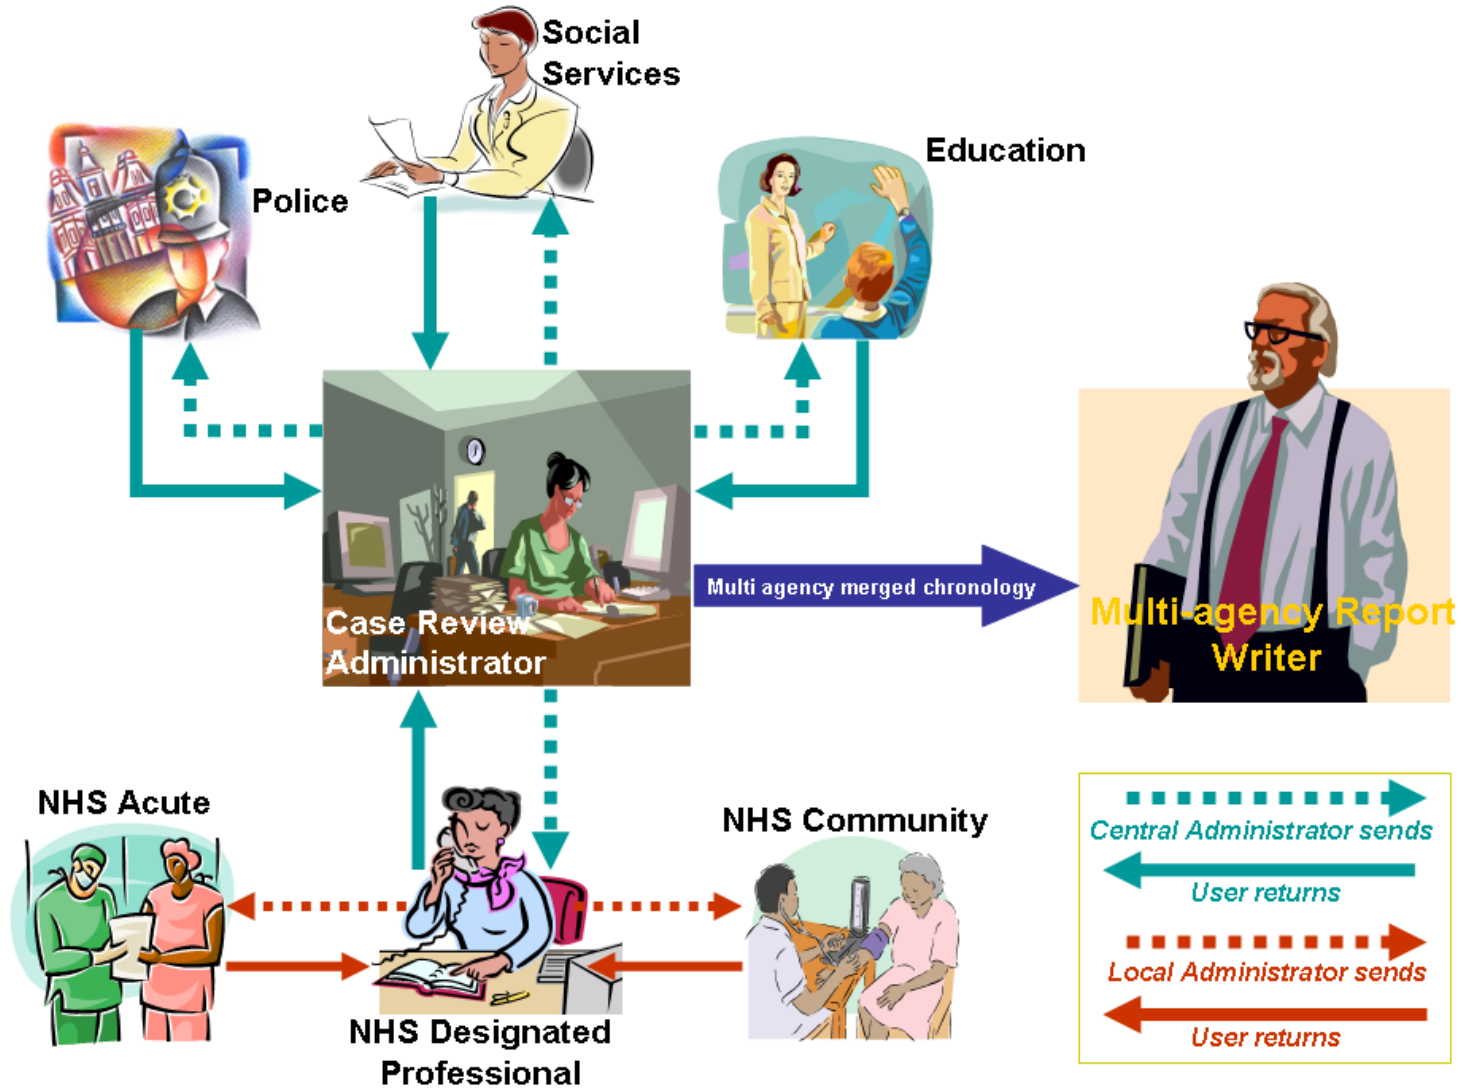 Social
Services
Education
Police
Case Review
Administrator
Multi agency merged chronology
Multi-agency Report
Writer
NHS Acute
NHS Community
NHS Designated
Professional
Central Administrator sends
User returns
Local Administrator sends
User returns